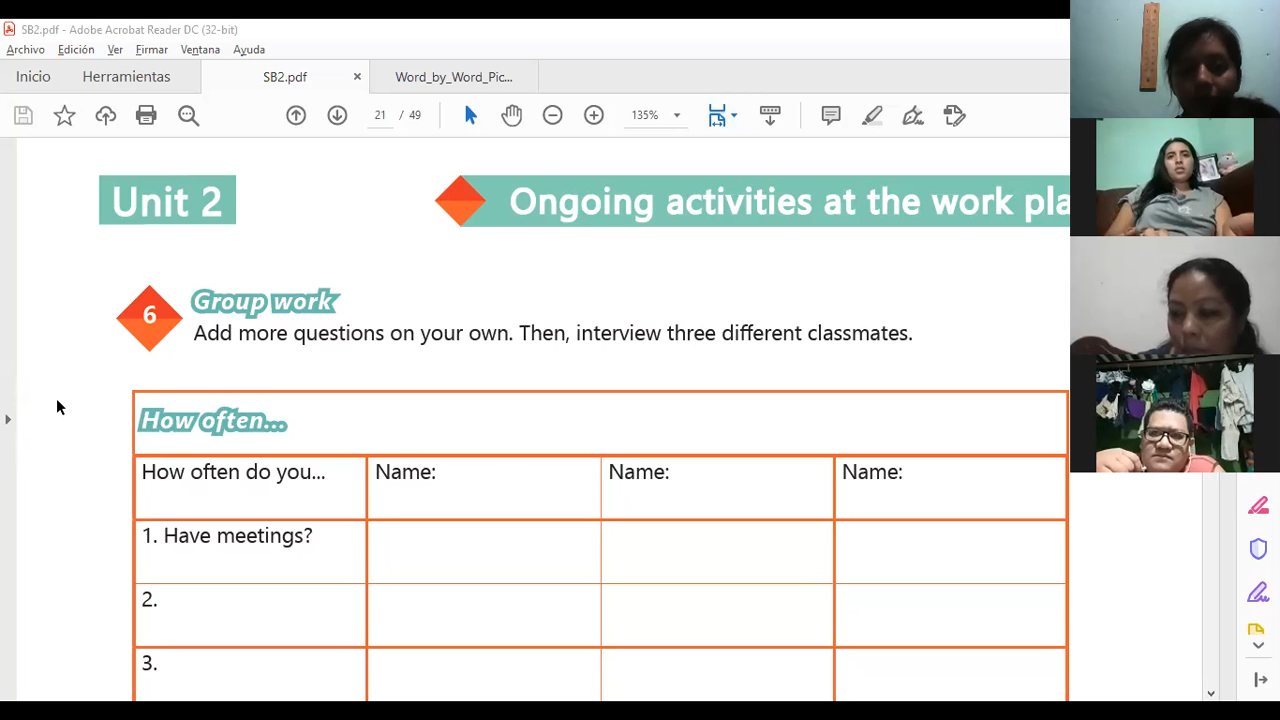 SB2.pdf - Adobe Acrobat Reader DC (32-bit)
Archivo Edición Ver Firmar Ventana Ayuda
Inicio Herramientas SB2.pdf × Word_by_Word_Pic...
21 / 49 135%
Unit 2
Ongoing activities at the work pla
6
Group work
Add more questions on your own. Then, interview three different classmates.
How often...
How often do you... Name: Name: Name:
1. Have meetings?
2.
3.